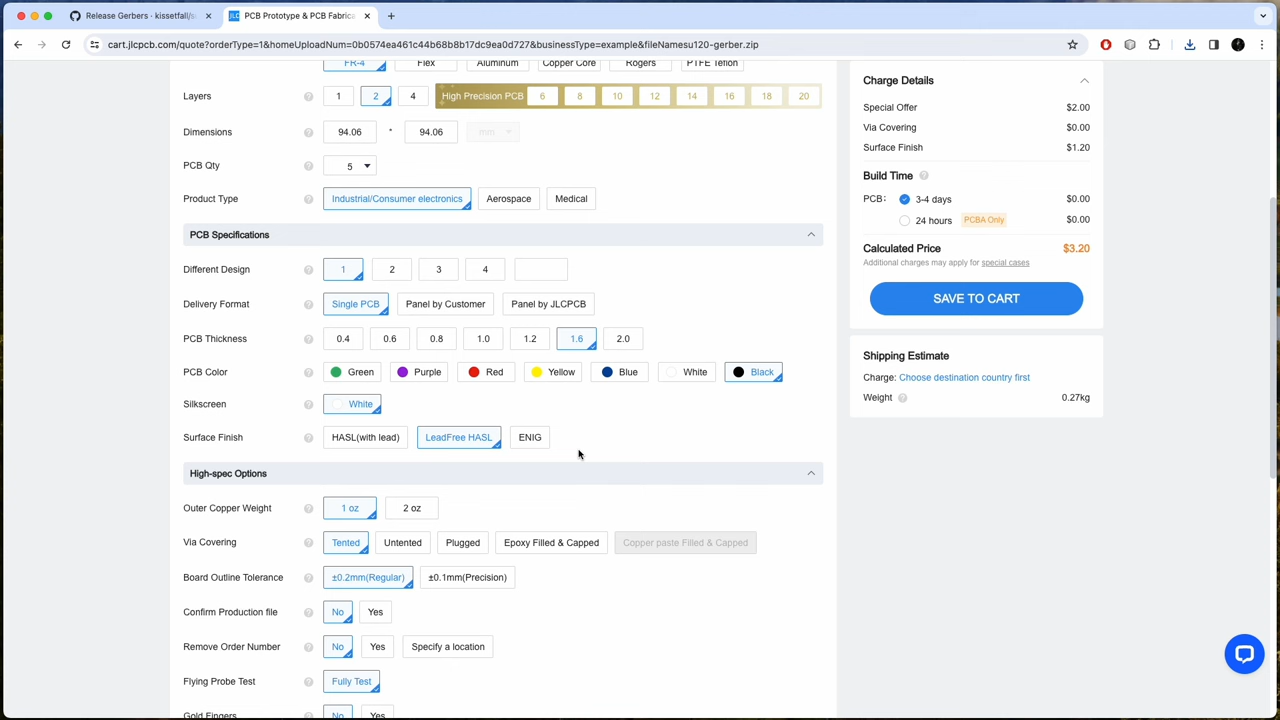 Release Gerbers · kissetfall/s
JLC PCB Prototype & PCB Fabrica
cart.jlcpcb.com/quote?orderType=1&homeUploadNum=0b0574ea461c44b68b8b17dc9ea0d727&businessType=example&fileNamesu120-gerber.zip
FR-4 Flex Aluminum Copper Core Rogers PTFE Teflon
Layers 1 2 4 High Precision PCB 6 8 10 12 14 16 18 20
Dimensions 94.06 * 94.06 mm
PCB Qty 5
Product Type Industrial/Consumer electronics Aerospace Medical
PCB Specifications
Different Design 1 2 3 4
Delivery Format Single PCB Panel by Customer Panel by JLCPCB
PCB Thickness 0.4 0.6 0.8 1.0 1.2 1.6 2.0
PCB Color Green Purple Red Yellow Blue White Black
Silkscreen White
Surface Finish HASL(with lead) LeadFree HASL ENIG
High-spec Options
Outer Copper Weight 1 oz 2 oz
Via Covering Tented Untented Plugged Epoxy Filled & Capped Copper paste Filled & Capped
Board Outline Tolerance ±0.2mm(Regular) ±0.1mm(Precision)
Confirm Production file No Yes
Remove Order Number No Yes Specify a location
Flying Probe Test Fully Test
Gold Fingers No Yes
Charge Details
Special Offer $2.00
Via Covering $0.00
Surface Finish $1.20
Build Time
PCB: 3-4 days $0.00
24 hours PCBA Only $0.00
Calculated Price $3.20
Additional charges may apply for special cases
SAVE TO CART
Shipping Estimate
Charge: Choose destination country first
Weight 0.27kg